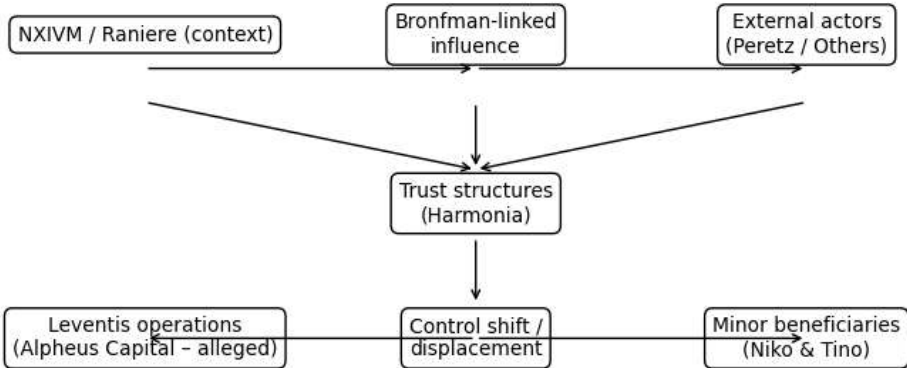 NXIVM / Raniere (context)
Bronfman-linked
influence
External actors
(Peretz / Others)
Trust structures
(Harmonia)
Leventis operations
(Alpheus Capital – alleged)
Control shift /
displacement
Minor beneficiaries
(Niko & Tino)